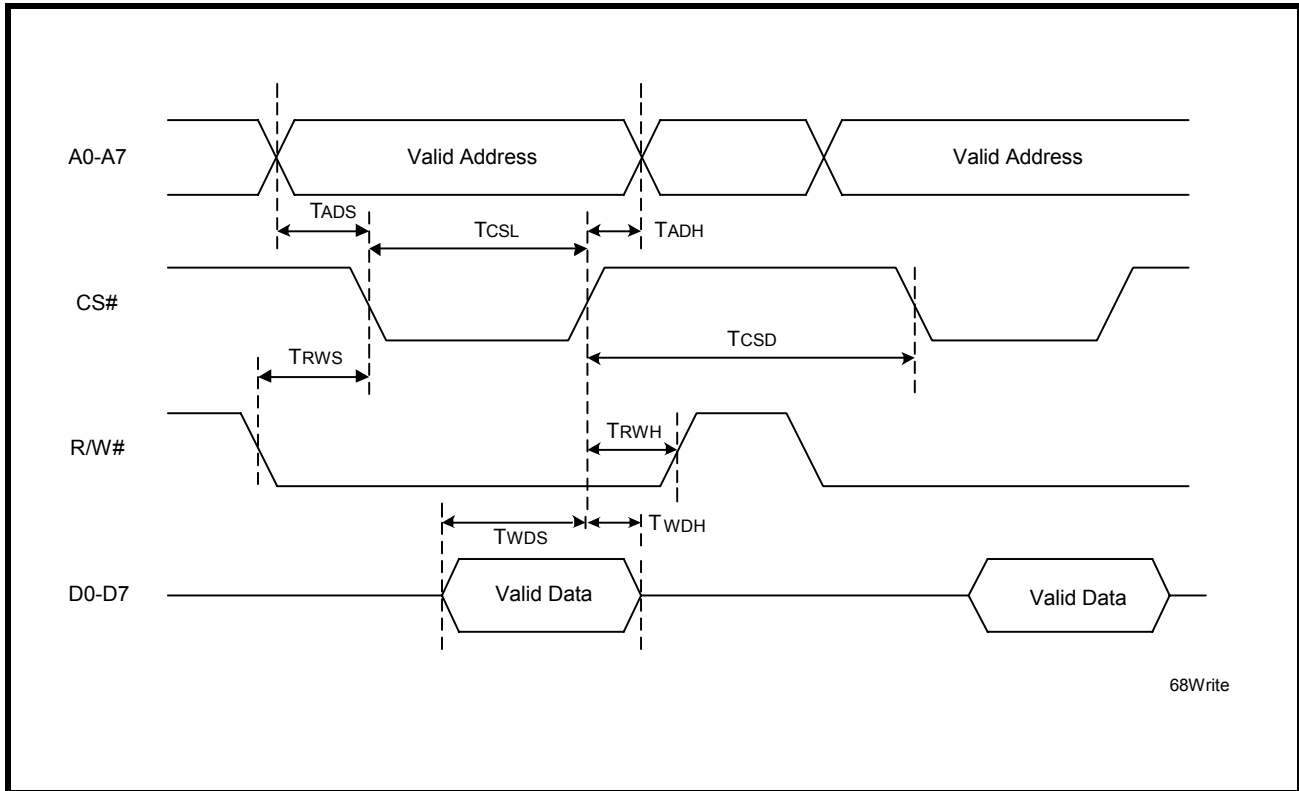 A0-A7
Valid Address
Valid Address
TADS
TCSL
TADH
CS#
TRWS
TCSD
R/W#
TRWH
TWDS
TWDH
D0-D7
Valid Data
Valid Data
68Write